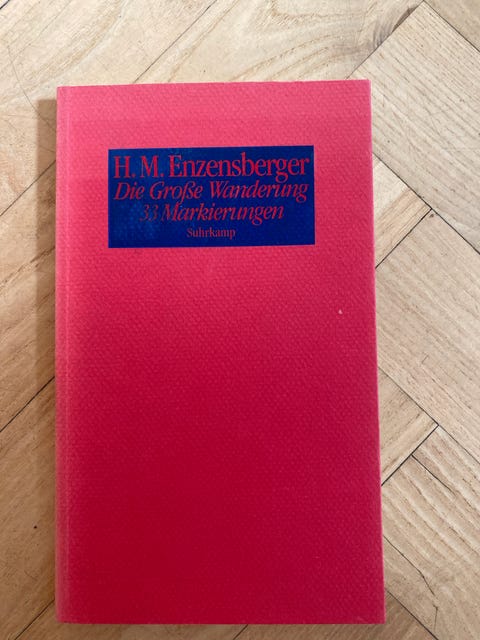 H. M. Enzensberger
Die Große Wanderung
33 Markierungen
Suhrkamp